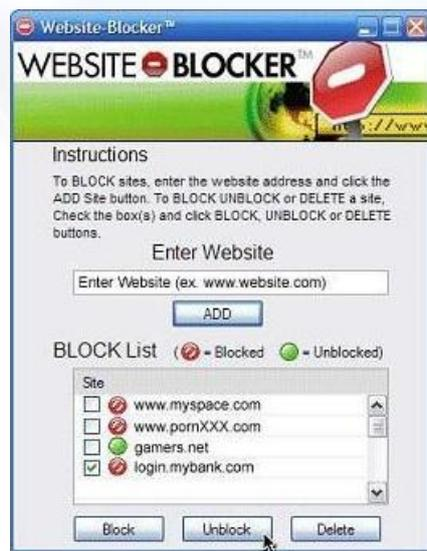 Website-Blocker™
WEBSITE BLOCKER™
Instructions
To BLOCK sites, enter the website address and click the
ADD Site button. To BLOCK UNBLOCK or DELETE a site,
Check the box(s) and click BLOCK, UNBLOCK or DELETE
buttons.
Enter Website
Enter Website (ex. www.website.com)
ADD
BLOCK List ( = Blocked = Unblocked)
Site
www.myspace.com
www.pornXXX.com
gamers.net
login.mybank.com
Block Unblock Delete